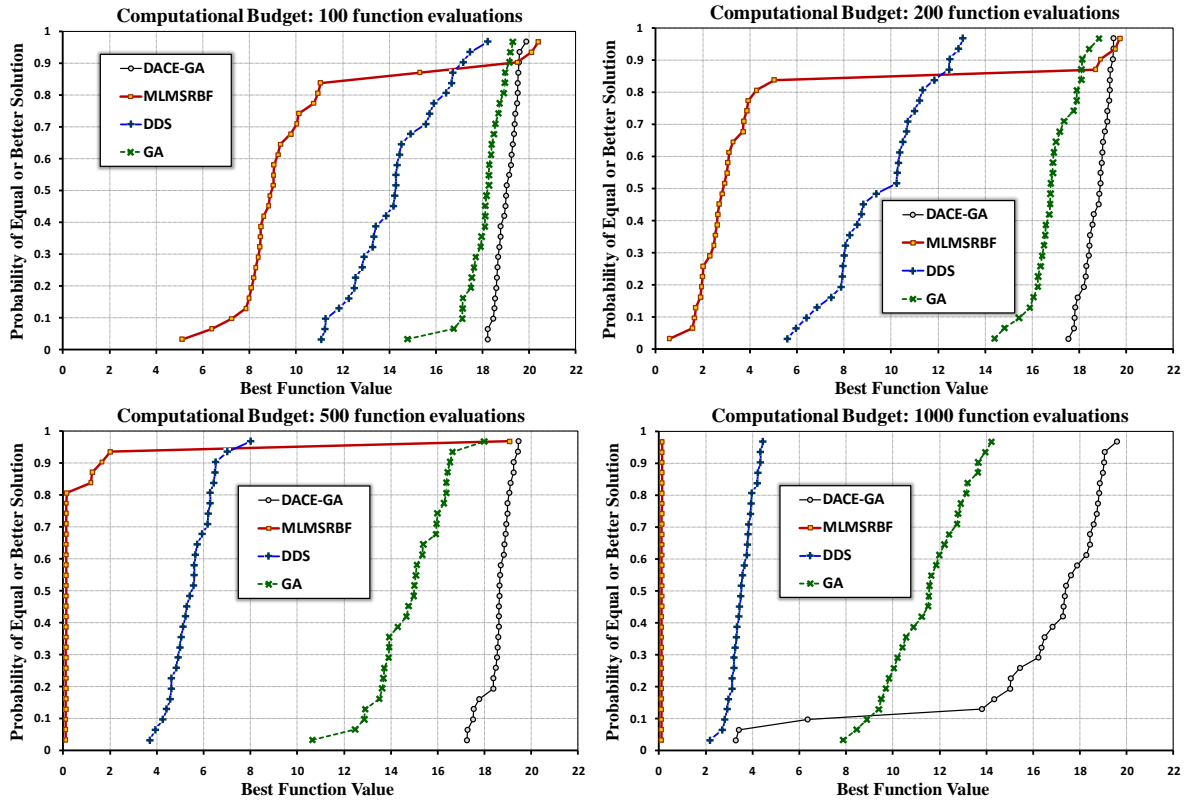 Computational Budget: 100 function evaluations
Probability of Equal or Better Solution
1
0.9
0.8
0.7
0.6
0.5
0.4
0.3
0.2
0.1
0
DACE-GA
MLMSRBF
DDS
GA
0 2 4 6 8 10 12 14 16 18 20 22
Best Function Value
Computational Budget: 200 function evaluations
Probability of Equal or Better Solution
1
0.9
0.8
0.7
0.6
0.5
0.4
0.3
0.2
0.1
0
DACE-GA
MLMSRBF
DDS
GA
0 2 4 6 8 10 12 14 16 18 20 22
Best Function Value
Computational Budget: 500 function evaluations
Probability of Equal or Better Solution
1
0.9
0.8
0.7
0.6
0.5
0.4
0.3
0.2
0.1
0
DACE-GA
MLMSRBF
DDS
GA
0 2 4 6 8 10 12 14 16 18 20 22
Best Function Value
Computational Budget: 1000 function evaluations
Probability of Equal or Better Solution
1
0.9
0.8
0.7
0.6
0.5
0.4
0.3
0.2
0.1
0
DACE-GA
MLMSRBF
DDS
GA
0 2 4 6 8 10 12 14 16 18 20 22
Best Function Value